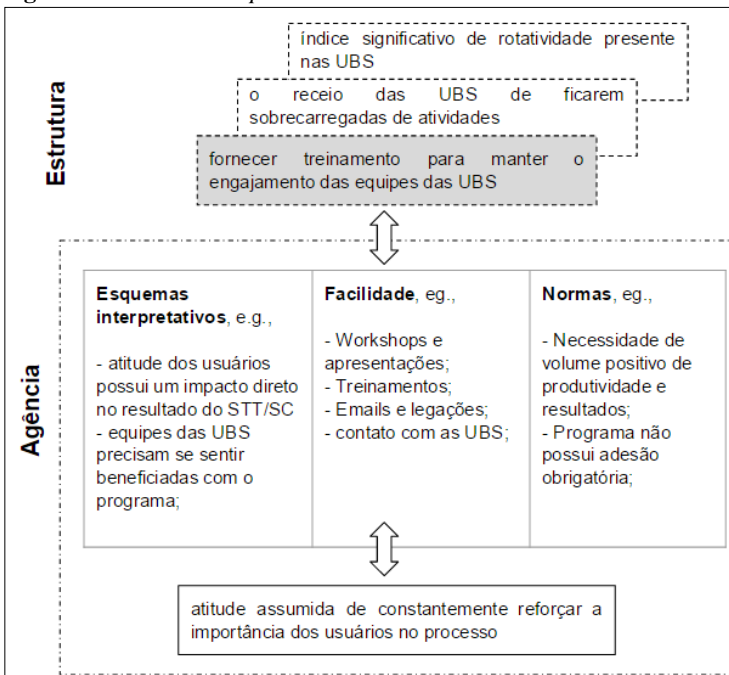 índice significativo de rotatividade presente
nas UBS
o receio das UBS de ficarem
sobrecarregadas de atividades
fornecer treinamento para manter o
engajamento das equipes das UBS
Estrutura
Agência
Esquemas
interpretativos, e.g.,
- atitude dos usuários
possui um impacto direto
no resultado do STT/SC
- equipes das UBS
precisam se sentir
beneficiadas com o
programa;
Facilidade, eg.,
- Workshops e
apresentações;
- Treinamentos;
- Emails e legações;
- contato com as UBS;
Normas, eg.,
- Necessidade de
volume positivo de
produtividade e
resultados;
- Programa não
possui adesão
obrigatória;
atitude assumida de constantemente reforçar a
importância dos usuários no processo